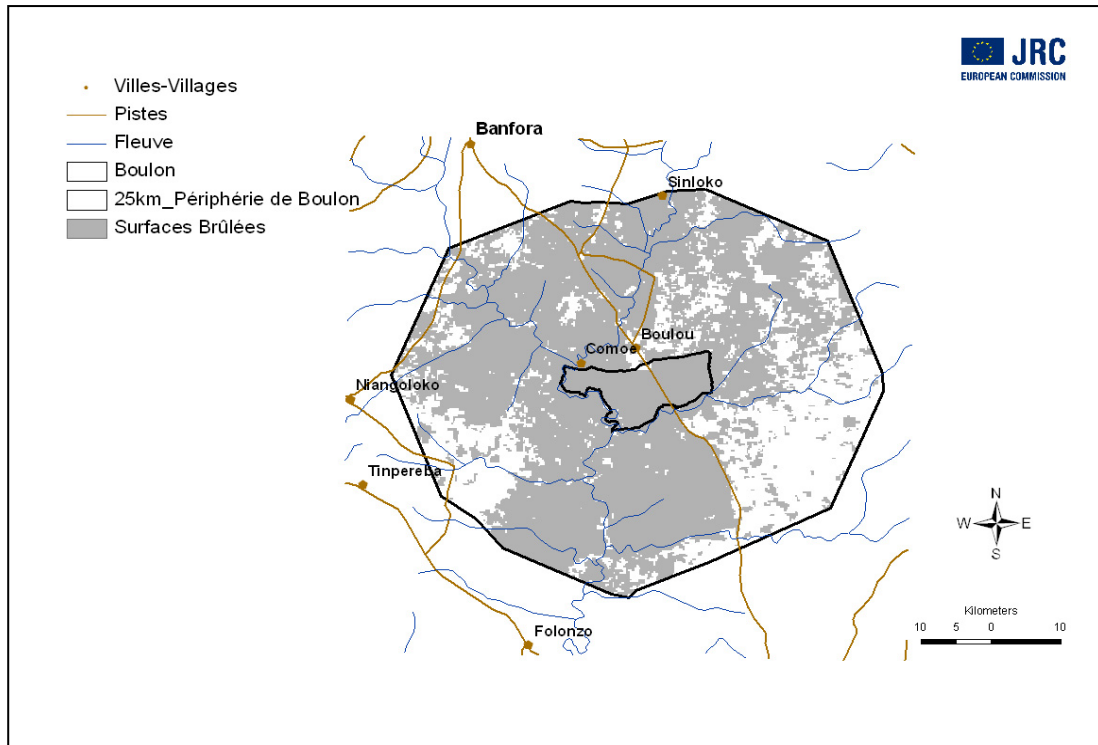 JRC
EUROPEAN COMMISSION
Villes-Villages
Pistes
Fleuve
Boulon
25km_Périphérie de Boulon
Surfaces Brûlées
Banfora
Sinloko
Boulou
Comoe
Niangoloko
Tinpereba
Folonzo
N
W E
S
Kilometers
10 5 0 10